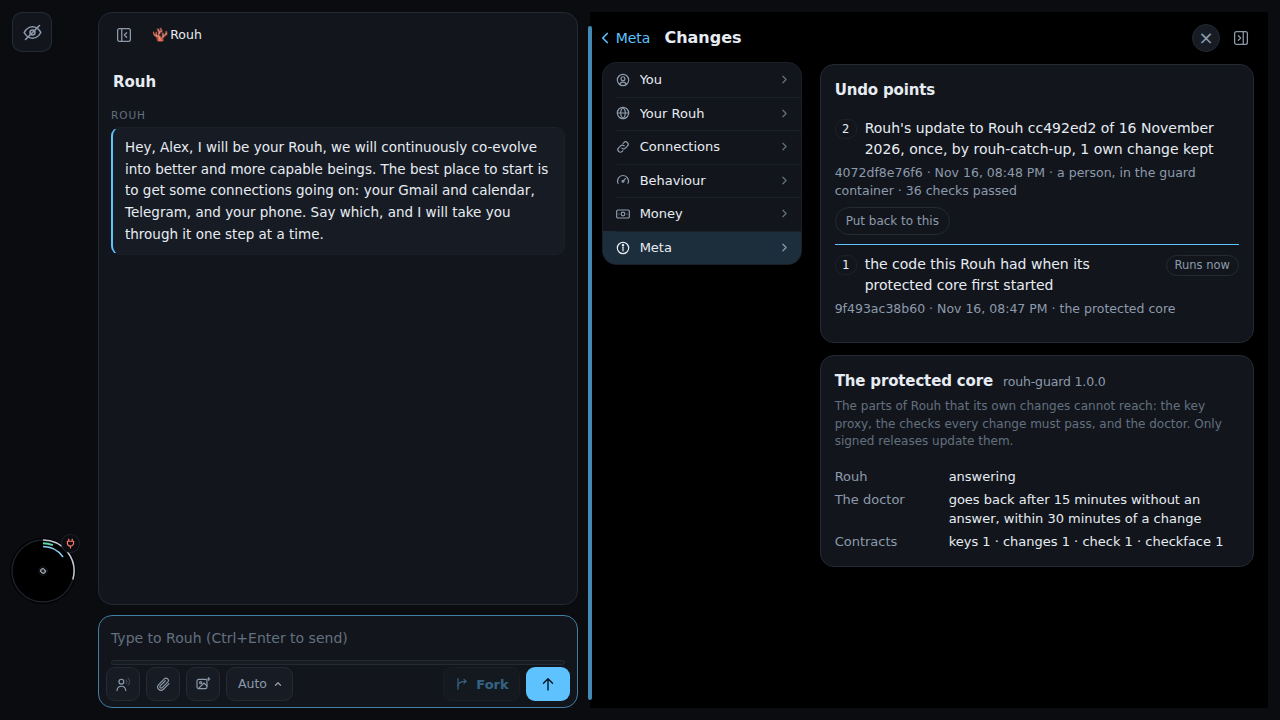 Rouh
Rouh
ROUH
Hey, Alex, I will be your Rouh, we will continuously co-evolve
into better and more capable beings. The best place to start is
to get some connections going on: your Gmail and calendar,
Telegram, and your phone. Say which, and I will take you
through it one step at a time.
Type to Rouh (Ctrl+Enter to send)
Auto
Fork
Meta
Changes
You
Your Rouh
Connections
Behaviour
Money
Meta
Undo points
2
Rouh's update to Rouh cc492ed2 of 16 November
2026, once, by rouh-catch-up, 1 own change kept
4072df8e76f6 · Nov 16, 08:48 PM · a person, in the guard
container · 36 checks passed
Put back to this
1
the code this Rouh had when its
protected core first started
Runs now
9f493ac38b60 · Nov 16, 08:47 PM · the protected core
The protected core rouh-guard 1.0.0
The parts of Rouh that its own changes cannot reach: the key
proxy, the checks every change must pass, and the doctor. Only
signed releases update them.
Rouh answering
The doctor goes back after 15 minutes without an
answer, within 30 minutes of a change
Contracts keys 1 · changes 1 · check 1 · checkface 1